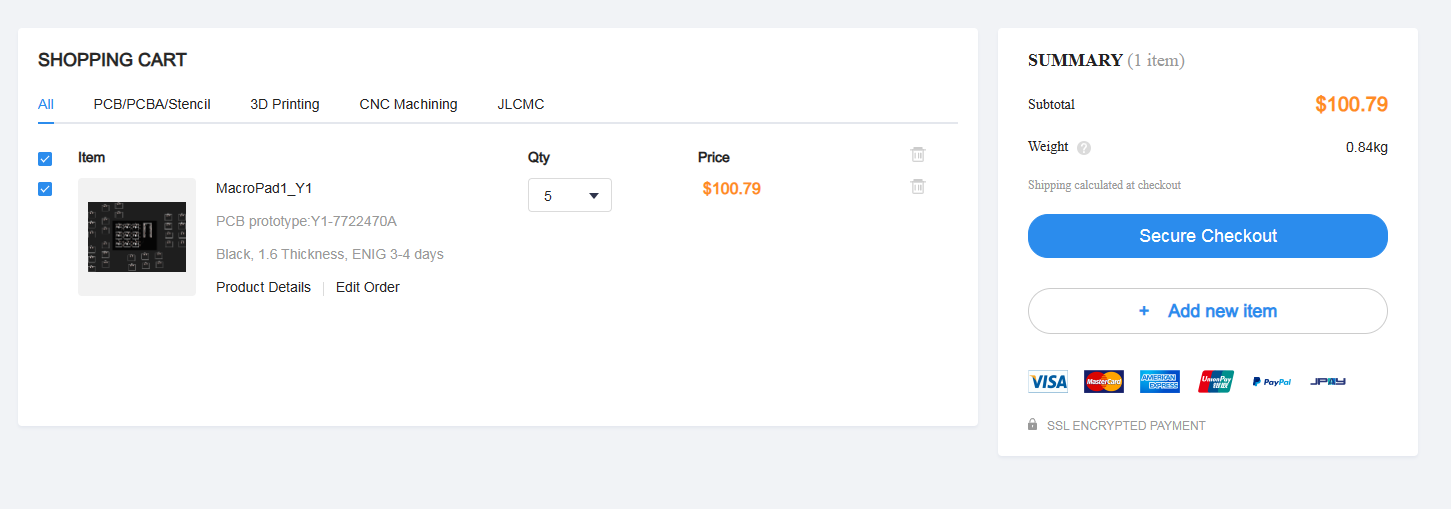 SHOPPING CART
All PCB/PCBA/Stencil 3D Printing CNC Machining JLCMC
Item Qty Price
MacroPad1_Y1 5 $100.79
PCB prototype:Y1-7722470A
Black, 1.6 Thickness, ENIG 3-4 days
Product Details Edit Order
SUMMARY (1 item)
Subtotal $100.79
Weight ? 0.84kg
Shipping calculated at checkout
Secure Checkout
+ Add new item
VISA MasterCard AMERICAN EXPRESS UnionPay 银联 PayPal JPAY
SSL ENCRYPTED PAYMENT